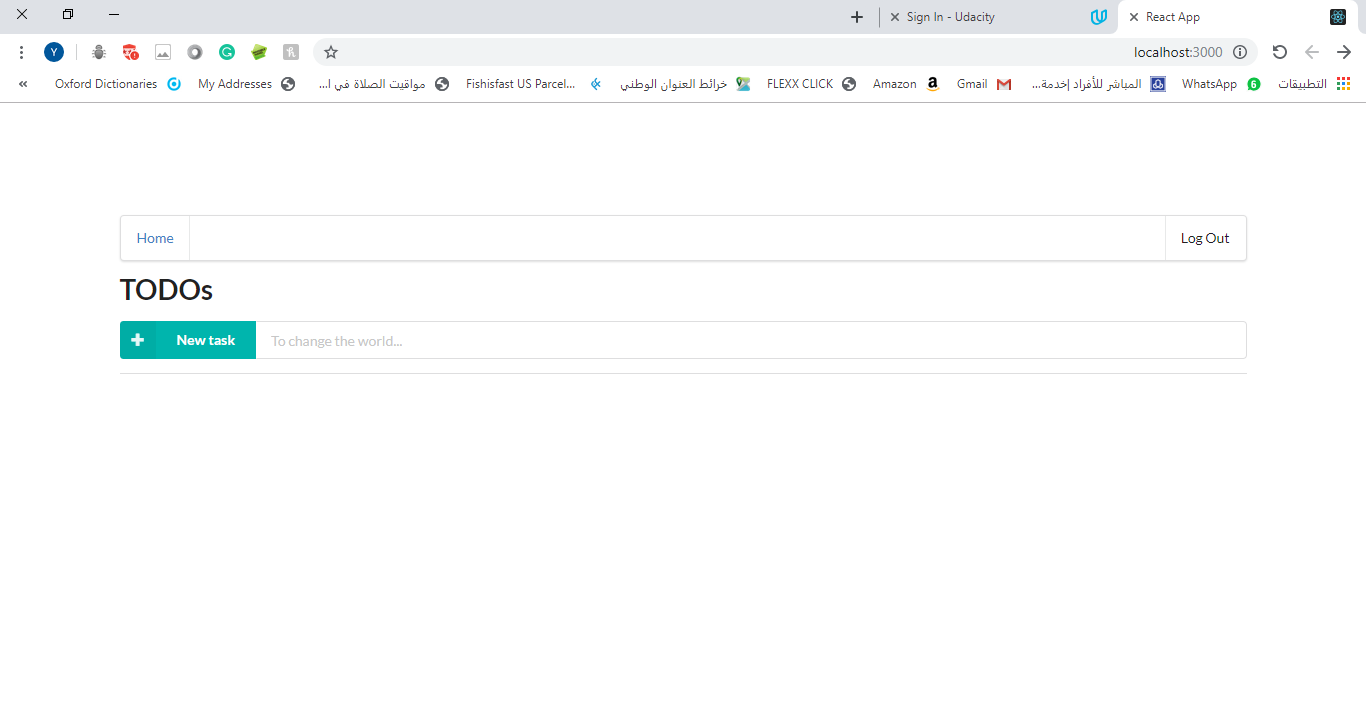 React App
Sign In - Udacity
Y
localhost:3000
التطبيقات
6
WhatsApp
المباشر للأفراد |خدمة...
Gmail
Amazon
FLEXX CLICK
خرائط العنوان الوطني
Fishisfast US Parcel...
مواقيت الصلاة في ا...
My Addresses
Oxford Dictionaries
Home
Log Out
TODOs
New task
To change the world...